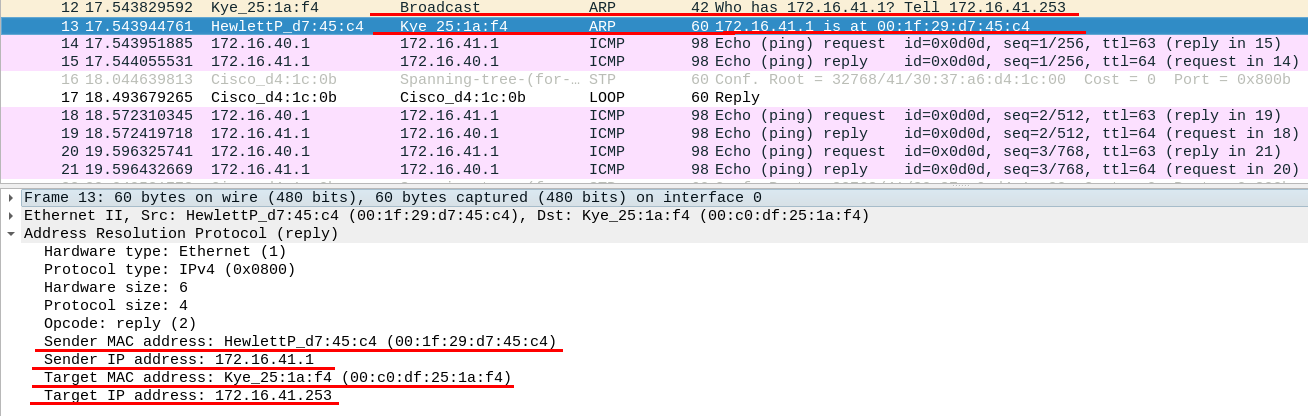 12 17.543829592 Kye_25:1a:f4 Broadcast ARP 42 Who has 172.16.41.1? Tell 172.16.41.253
13 17.543944761 HewlettP_d7:45:c4 Kye_25:1a:f4 ARP 60 172.16.41.1 is at 00:1f:29:d7:45:c4
14 17.543951885 172.16.40.1 172.16.41.1 ICMP 98 Echo (ping) request id=0x0d0d, seq=1/256, ttl=63 (reply in 15)
15 17.544055531 172.16.41.1 172.16.40.1 ICMP 98 Echo (ping) reply id=0x0d0d, seq=1/256, ttl=64 (request in 14)
16 18.044639813 Cisco_d4:1c:0b Spanning-tree-(for-… STP 60 Conf. Root = 32768/41/30:37:a6:d4:1c:00 Cost = 0 Port = 0x800b
17 18.493679265 Cisco_d4:1c:0b Cisco_d4:1c:0b LOOP 60 Reply
18 18.572310345 172.16.40.1 172.16.41.1 ICMP 98 Echo (ping) request id=0x0d0d, seq=2/512, ttl=63 (reply in 19)
19 18.572419718 172.16.41.1 172.16.40.1 ICMP 98 Echo (ping) reply id=0x0d0d, seq=2/512, ttl=64 (request in 18)
20 19.596325741 172.16.40.1 172.16.41.1 ICMP 98 Echo (ping) request id=0x0d0d, seq=3/768, ttl=63 (reply in 21)
21 19.596432669 172.16.41.1 172.16.40.1 ICMP 98 Echo (ping) reply id=0x0d0d, seq=3/768, ttl=64 (request in 20)
Frame 13: 60 bytes on wire (480 bits), 60 bytes captured (480 bits) on interface 0
Ethernet II, Src: HewlettP_d7:45:c4 (00:1f:29:d7:45:c4), Dst: Kye_25:1a:f4 (00:c0:df:25:1a:f4)
Address Resolution Protocol (reply)
Hardware type: Ethernet (1)
Protocol type: IPv4 (0x0800)
Hardware size: 6
Protocol size: 4
Opcode: reply (2)
Sender MAC address: HewlettP_d7:45:c4 (00:1f:29:d7:45:c4)
Sender IP address: 172.16.41.1
Target MAC address: Kye_25:1a:f4 (00:c0:df:25:1a:f4)
Target IP address: 172.16.41.253